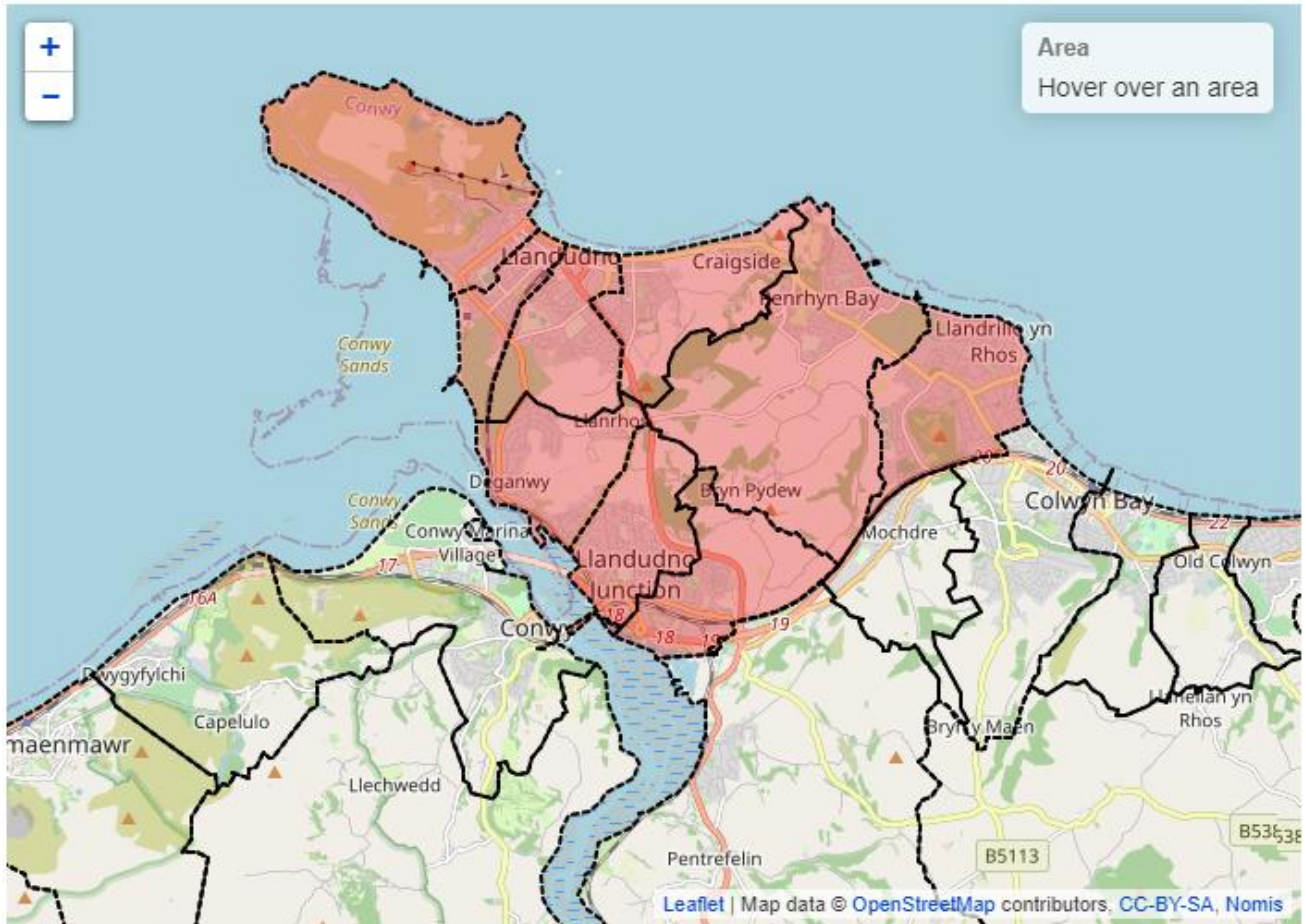 +
−
Area
Hover over an area
Conwy
Llandudno
Craigside
Penrhyn Bay
Llandrillo yn
Rhos
Conwy
Sands
Llanrhos
Deganwy
Bryn Pydew
Conwy
Sands
Conwy Marina
Village
Mochdre
20
Colwyn Bay
22
Old Colwyn
17
16A
Llandudno
Junction
18
18
19
19
Conwy
Dwygyfylchi
Capelulo
maenmawr
Llechwedd
Bryn y Maen
Llanelian yn
Rhos
Pentrefelin
B5113
Leaflet | Map data © OpenStreetMap contributors, CC-BY-SA, Nomis